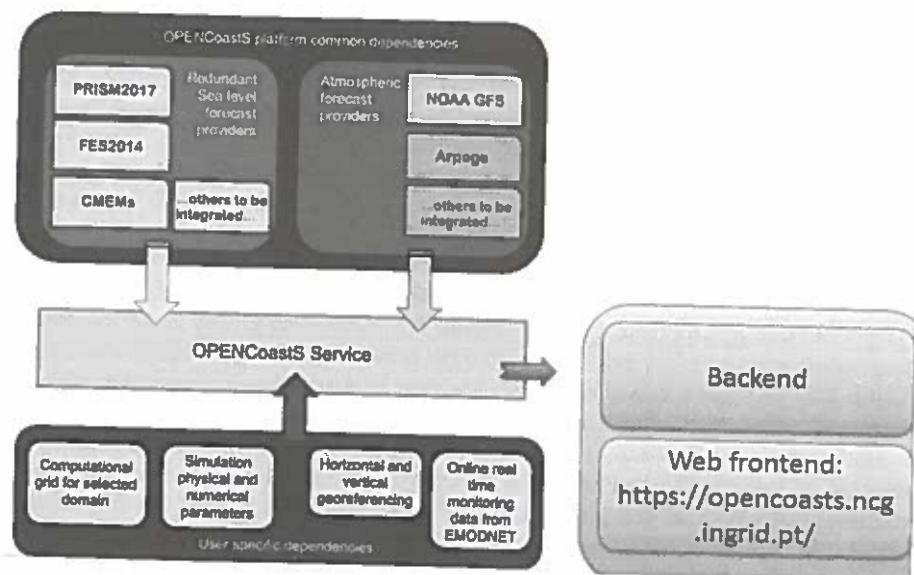 OPENCoastS platform common dependencies
PRISM2017
FES2014
CMEMs
Redundant
Sea level
forecast
providers
...others to be
integrated...
Atmospheric
forecast
providers
NOAA GFS
Arpege
...others to be
integrated...
OPENCoastS Service
Computational
grid for selected
domain
Simulation
physical and
numerical
parameters
Horizontal and
vertical
georeferencing
Online real
time
monitoring
data from
EMODNET
User specific dependencies
Backend
Web frontend:
https://opencoasts.ncg
.ingrid.pt/